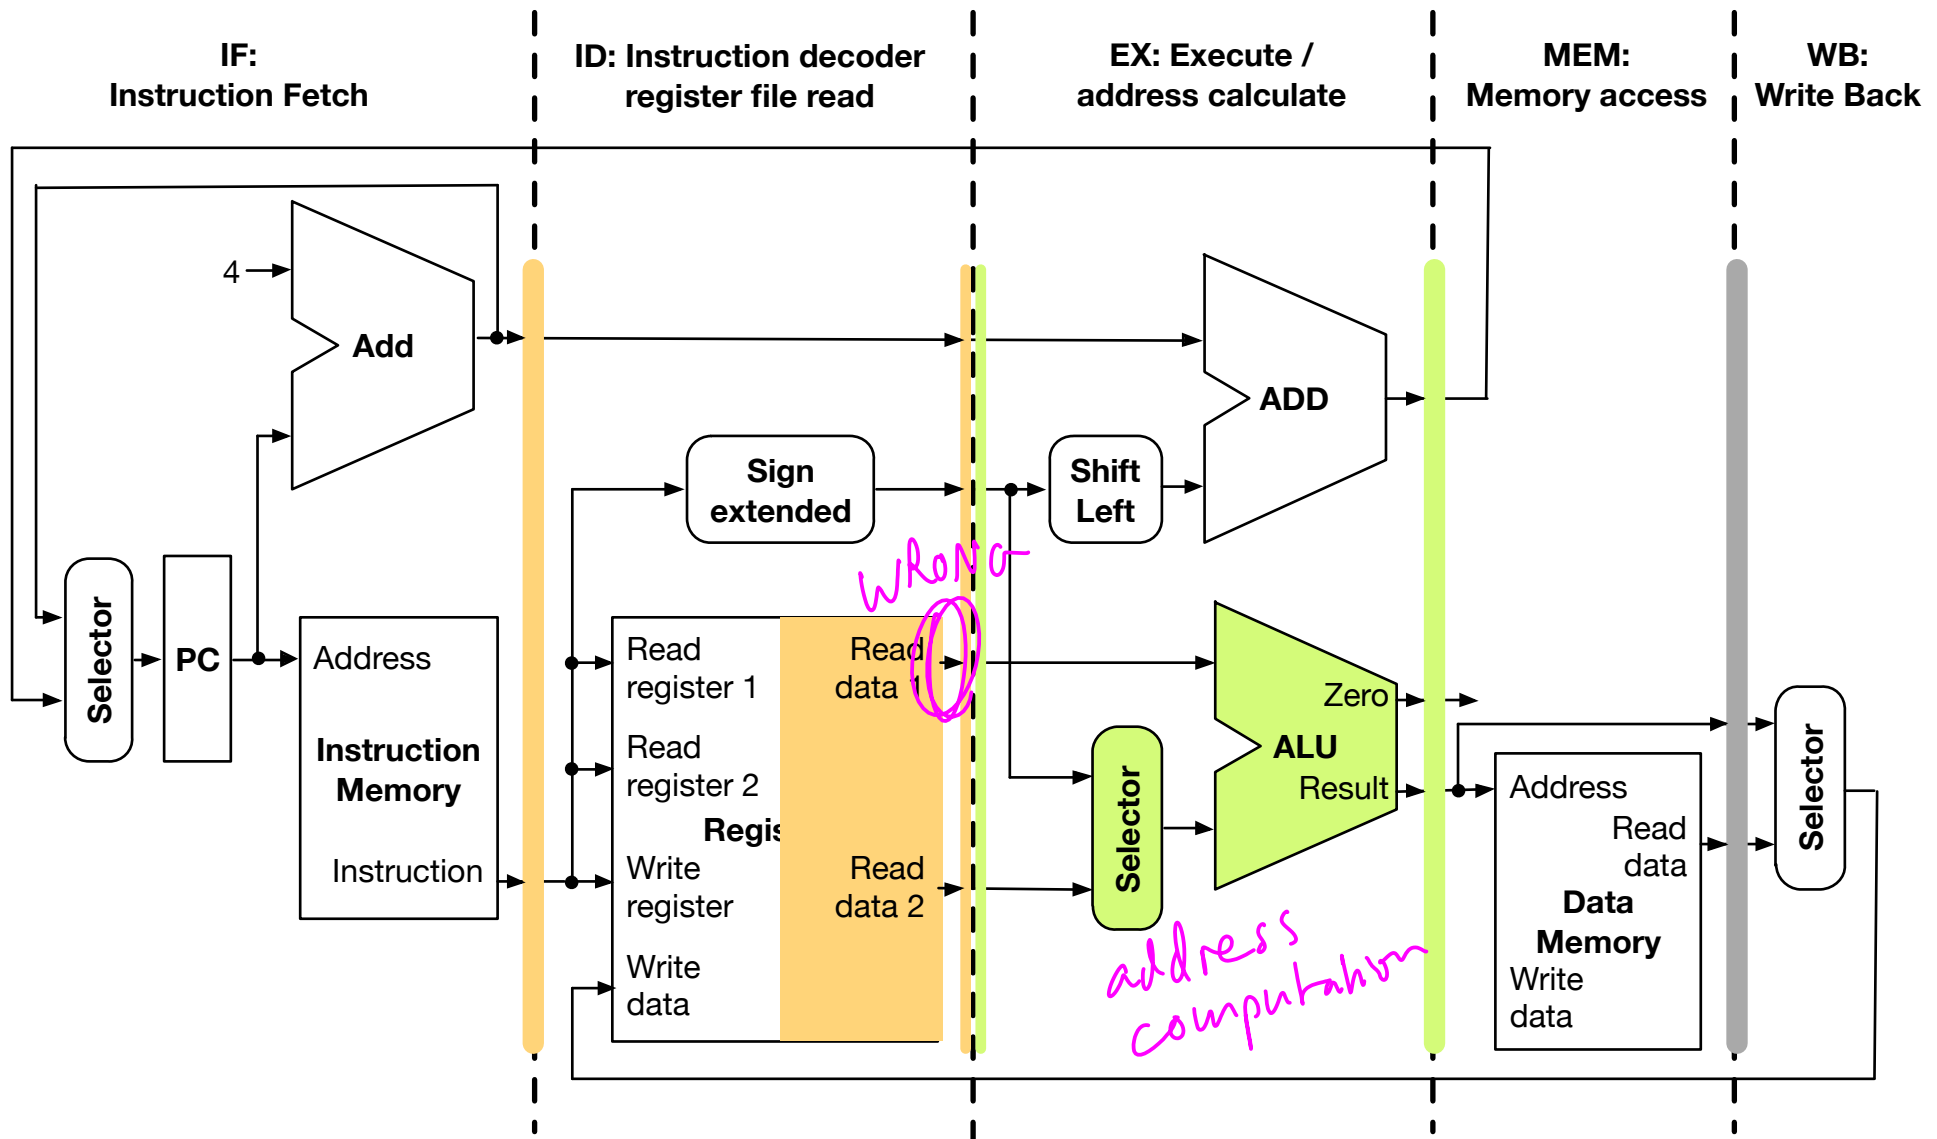 IF:
Instruction Fetch
ID: Instruction decoder
register file read
EX: Execute /
address calculate
MEM:
Memory access
WB:
Write Back
4
Add
ADD
Sign
extended
Shift
Left
WRONG
Selector
PC
Address
Instruction
Memory
Instruction
Read
register 1
Read
data 1
Read
register 2
Regis
Write
register
Read
data 2
Write
data
Selector
Zero
ALU
Result
address
computation
Address
Read
data
Data
Memory
Write
data
Selector